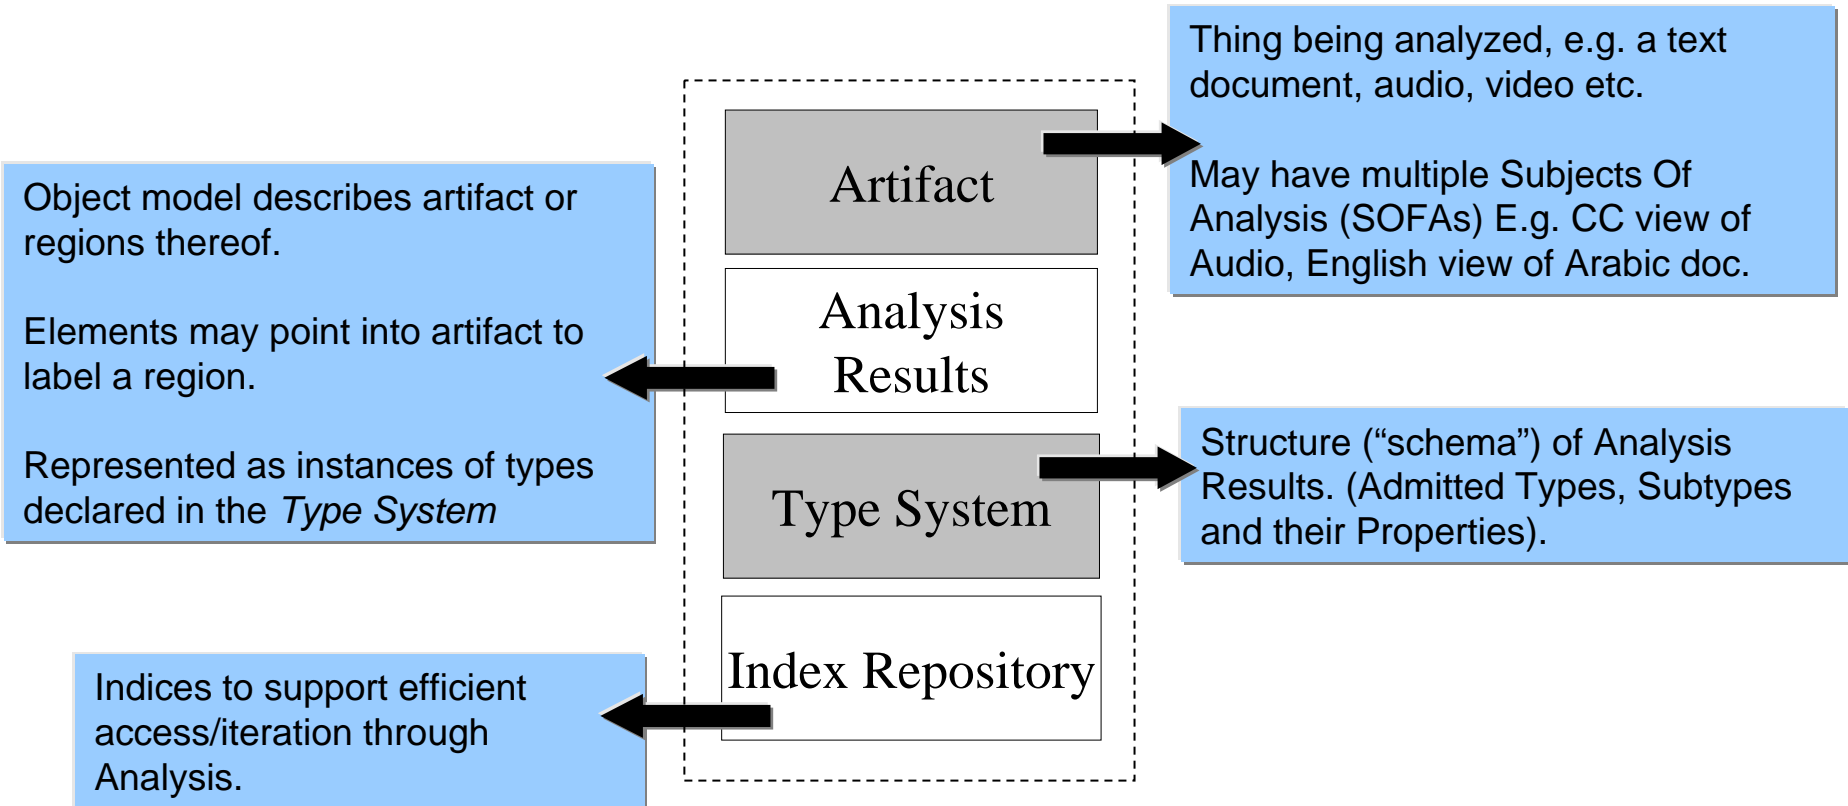 Thing being analyzed, e.g. a text
document, audio, video etc.
May have multiple Subjects Of
Analysis (SOFAs) E.g. CC view of
Audio, English view of Arabic doc.
Artifact
Object model describes artifact or
regions thereof.
Elements may point into artifact to
label a region.
Represented as instances of types
declared in the Type System
Analysis
Results
Structure (“schema”) of Analysis
Results. (Admitted Types, Subtypes
and their Properties).
Type System
Index Repository
Indices to support efficient
access/iteration through
Analysis.